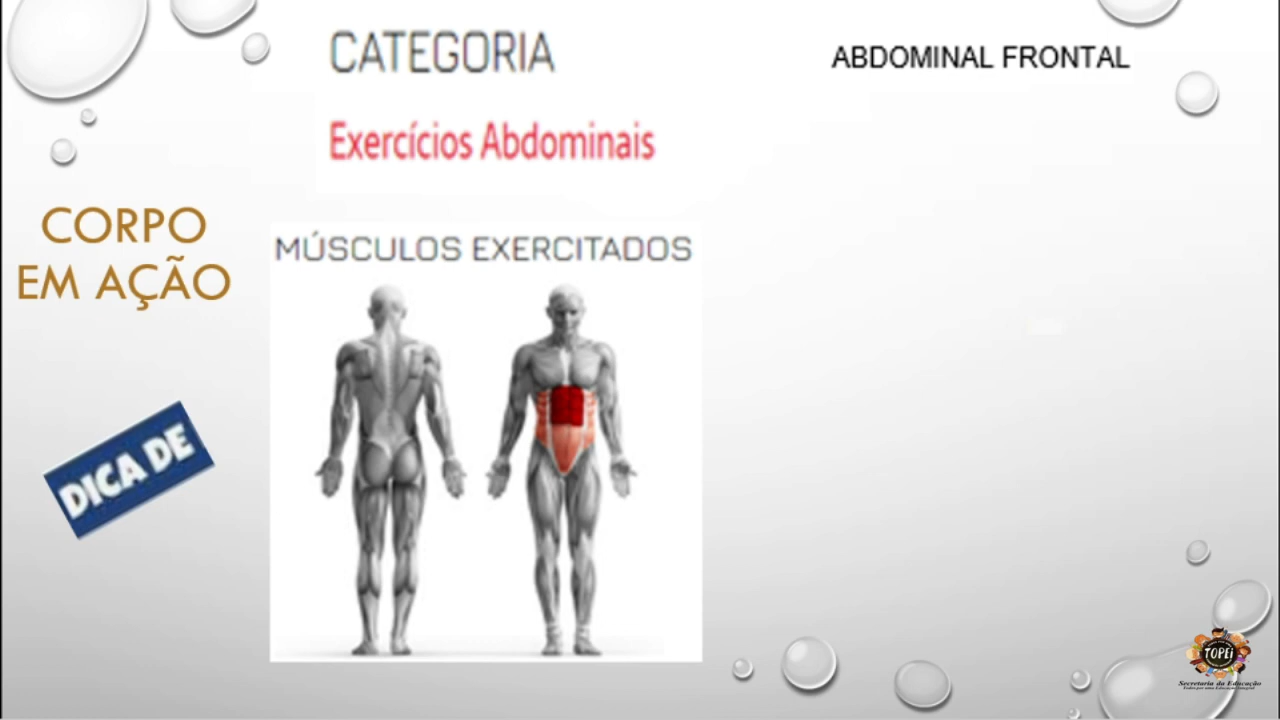 CATEGORIA
ABDOMINAL FRONTAL
Exercícios Abdominais
CORPO
EM AÇÃO
MÚSCULOS EXERCITADOS
DICA DE
TOPEI
Secretaria da Educação